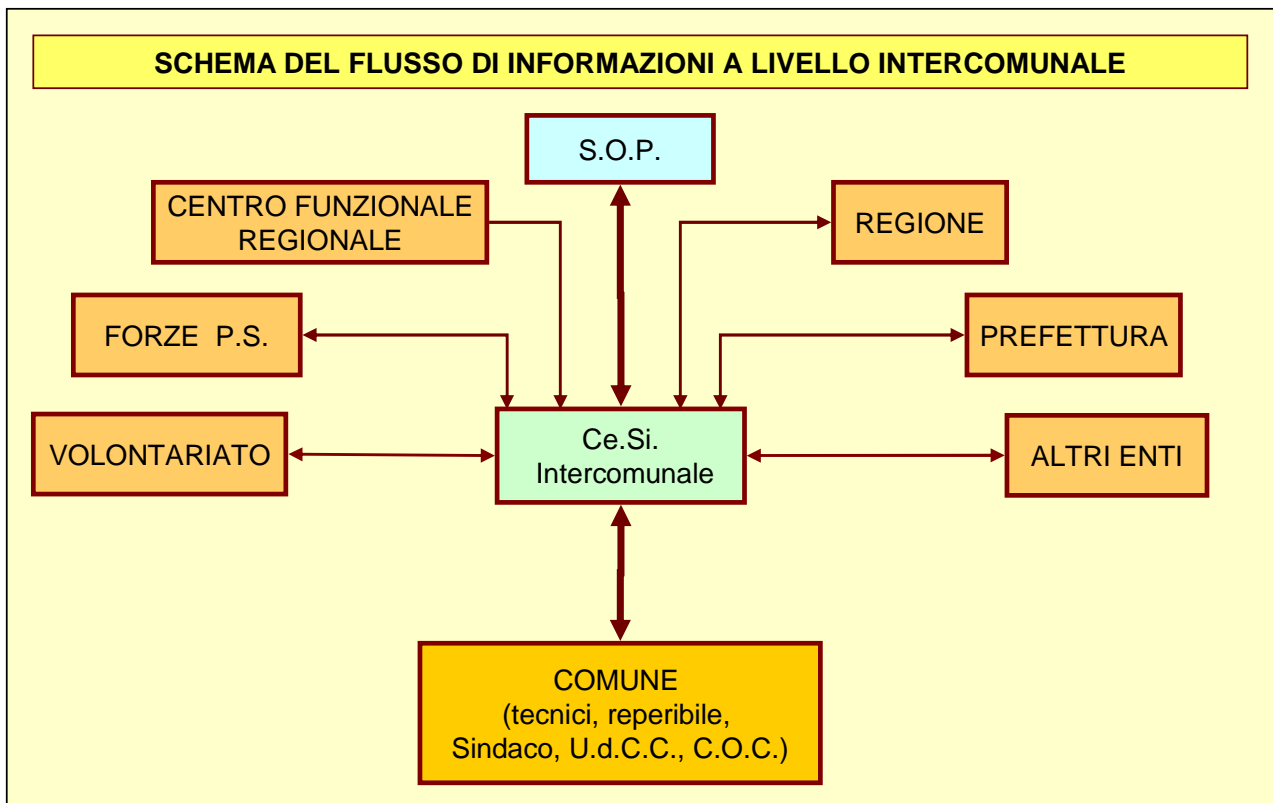 SCHEMA DEL FLUSSO DI INFORMAZIONI A LIVELLO INTERCOMUNALE
S.O.P.
CENTRO FUNZIONALE
REGIONALE
REGIONE
FORZE P.S.
PREFETTURA
VOLONTARIATO
Ce.Si.
Intercomunale
ALTRI ENTI
COMUNE
(tecnici, reperibile,
Sindaco, U.d.C.C., C.O.C.)